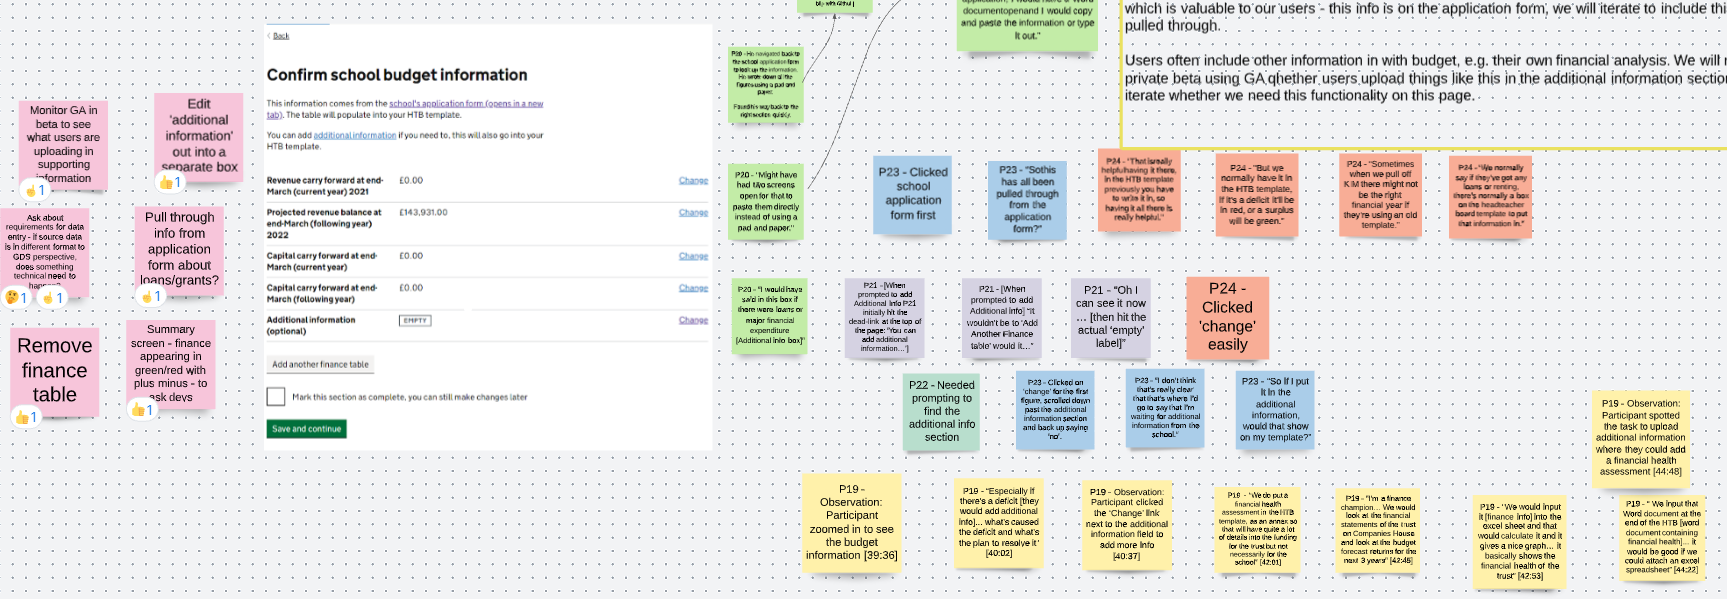 bly with Github]
application, I would have a Word
documentopenand I would copy
and paste the information or type
it out."
which is valuable to our users - this info is on the application form, we will iterate to include thi
pulled through.
Users often include other information in with budget, e.g. their own financial analysis. We will
private beta using GA qhether users upload things like this in the additional information section
iterate whether we need this functionality on this page.
Monitor GA in
beta to see
what users are
uploading in
supporting
information
1
Edit
'additional
information'
out into a
separate box
1
Ask about
requirements for data
entry - if source data
is in different format to
GDS perspective,
does something
technical need to
happen?
1
1
Pull through
info from
application
form about
loans/grants?
1
Remove
finance
table
1
Summary
screen - finance
appearing in
green/red with
plus minus - to
ask devs
1
Back
Confirm school budget information
This information comes from the school's application form (opens in a new
tab). The table will populate into your HTB template.
You can add additional information if you need to, this will also go into your
HTB template.
Revenue carry forward at end-
March (current year) 2021
£0.00
Change
Projected revenue balance at
end-March (following year)
2022
£143,931.00
Change
Capital carry forward at end-
March (current year)
£0.00
Change
Capital carry forward at end-
March (following year)
£0.00
Change
Additional information
(optional)
EMPTY
Change
Add another finance table
Mark this section as complete, you can still make changes later
Save and continue
P20 - He navigated back to
the school application form
to look up the information.
He wrote down all the
figures using a pad and
paper.
Found his way back to the
right section quickly.
P20 - "Might have
had two screens
open for that to
paste them directly
instead of using a
pad and paper."
P23 - Clicked
school
application
form first
P23 - "Sothis
has all been
pulled through
from the
application
form?"
P24 - "That isreally
helpfulhaving it there.
In the HTB template
previously you have
to write it in, so
having it all there is
really helpful."
P24 - "But we
normally have it in
the HTB template,
If it's a deficit it'll be
in red, or a surplus
will be green."
P24 - "Sometimes
when we pull off
KIM there might not
be the right
financial year if
they're using an old
template."
P24 - "We normally
say if they've got any
loans or renting,
there's normally a box
on the headteacher
board template to put
that information in."
P20 - "I would have
said in this box if
there were loans or
major financial
expenditure
[Additional info box]"
P21 -[When
prompted to add
Additional Info P21
initially hit the
dead-link at the top of
the page: "You can
add additional
information..."]
P21 - [When
prompted to add
Additional Info] "It
wouldn't be to 'Add
Another Finance
table' would it..."
P21 - "Oh I
can see it now
... [then hit the
actual 'empty'
label]"
P24 -
Clicked
'change'
easily
P22 - Needed
prompting to
find the
additional info
section
P23 - Clicked on
'change' for the first
figure, scrolled down
past the additional
information section
and back up saying
'no'.
P23 - "I don't think
that's really clear
that that's where I'd
go to say that I'm
waiting for additional
information from the
school."
P23 - "So if I put
it in the
additional
information,
would that show
on my template?"
P19 - Observation:
Participant spotted
the task to upload
additional information
where they could add
a financial health
assessment [44:48]
P19 -
Observation:
Participant
zoomed in to see
the budget
information [39:36]
P19 - "Especially if
there's a deficit [they
would add additional
info]... what's caused
the deficit and what's
the plan to resolve it'
[40:02]
P19 - Observation:
Participant clicked
the 'Change' link
next to the additional
information field to
add more info
[40:37]
P19 - "We do put a
financial health
assessment in the HTB
template, as an annex so
that will have quite a lot
of details into the funding
for the trust but not
necessarily for the
school" [42:01]
P19 - "I'm a finance
champion... We would
look at the financial
statements of the trust
on Companies House
and look at the budget
forecast returns for the
next 3 years" [42:45]
P19 - "We would input
it [finance info] into the
excel sheet and that
would calculate it and it
gives a nice graph... It
basically shows the
financial health of the
trust" [42:53]
P19 - " We input that
Word document at the
end of the HTB [word
document containing
financial health]... it
would be good if we
could attach an excel
spreadsheet" [44:22]